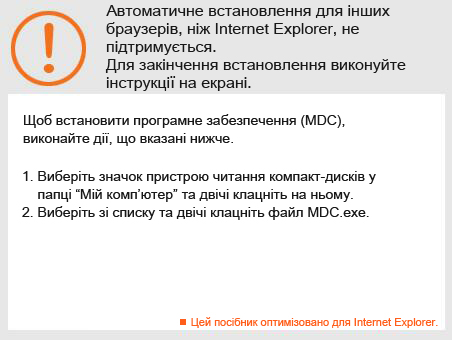 Автоматичне встановлення для інших
браузерів, ніж Internet Explorer, не
підтримується.
Для закінчення встановлення виконуйте
інструкції на екрані.
Щоб встановити програмне забезпечення (MDC),
виконайте дії, що вказані нижче.
1. Виберіть значок пристрою читання компакт-дисків у
папці “Мій комп’ютер” та двічі клацніть на ньому.
2. Виберіть зі списку та двічі клацніть файл MDC.exe.
Цей посібник оптимізовано для Internet Explorer.